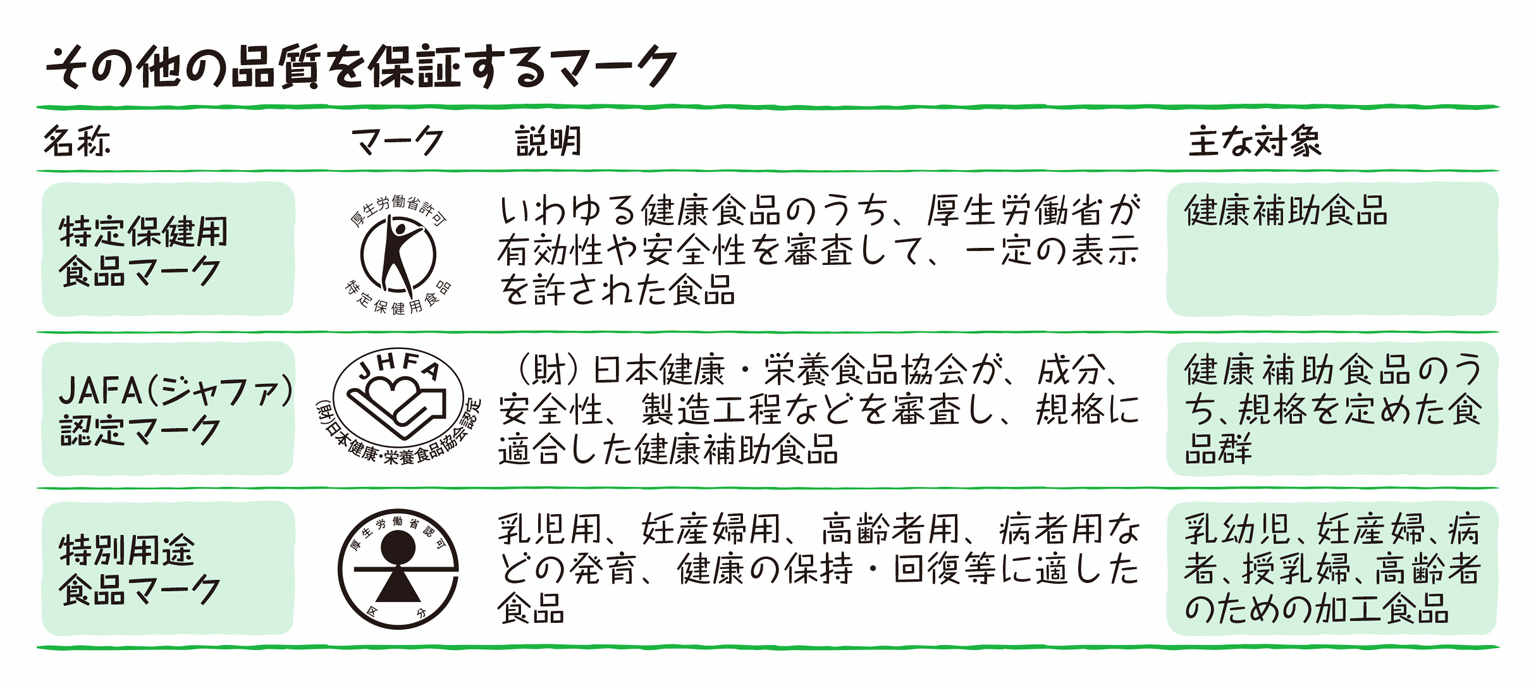 その他の品質を保証するマーク
名称 マーク 説明 主な対象
特定保健用
食品マーク
厚生労働省許可
特定保健用食品
いわゆる健康食品のうち、厚生労働省が
有効性や安全性を審査して、一定の表示
を許された食品
健康補助食品
JAFA(ジャファ)
認定マーク
JHFA
(財)日本健康・栄養食品協会認定
(財)日本健康・栄養食品協会が、成分、
安全性、製造工程などを審査し、規格に
適合した健康補助食品
健康補助食品のう
ち、規格を定めた食
品群
特別用途
食品マーク
厚生労働省認可
区分
乳児用、妊産婦用、高齢者用、病者用な
どの発育、健康の保持・回復等に適した
食品
乳幼児、妊産婦、病
者、授乳婦、高齢者
のための加工食品